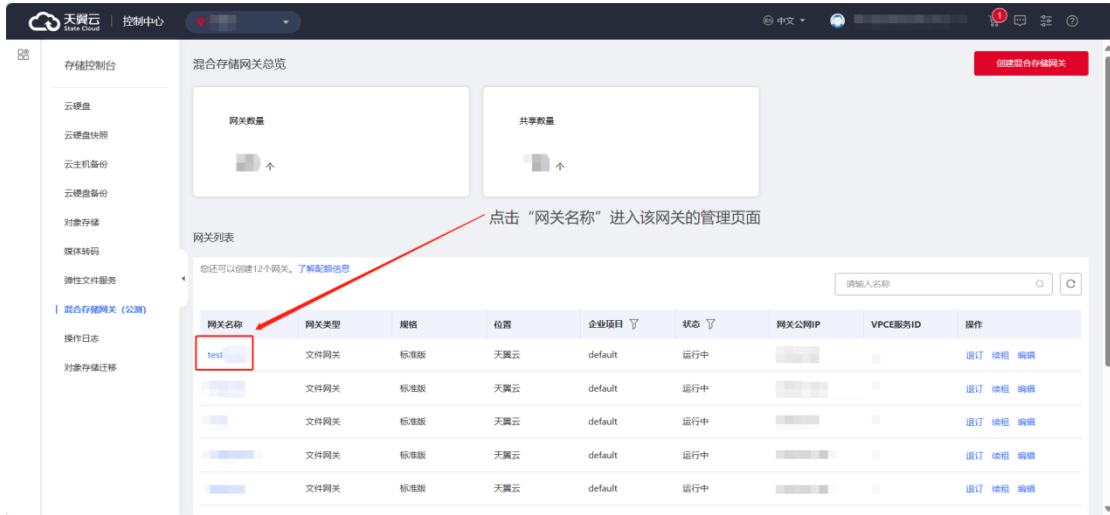 天翼云 控制中心 中文
State Cloud
1
存储控制台
云硬盘
云硬盘快照
云主机备份
云硬盘备份
对象存储
媒体转码
弹性文件服务
混合存储网关（公测）
操作日志
对象存储迁移
混合存储网关总览 创建混合存储网关
网关数量 共享数量
个 个
点击“网关名称”进入该网关的管理页面
网关列表
您还可以创建12个网关。了解配额信息
请输入名称
网关名称 网关类型 规格 位置 企业项目 状态 网关公网IP VPCE服务ID 操作
test 文件网关 标准版 天翼云 default 运行中 退订 续租 编辑
文件网关 标准版 天翼云 default 运行中 退订 续租 编辑
文件网关 标准版 天翼云 default 运行中 退订 续租 编辑
文件网关 标准版 天翼云 default 运行中 退订 续租 编辑
文件网关 标准版 天翼云 default 运行中 退订 续租 编辑